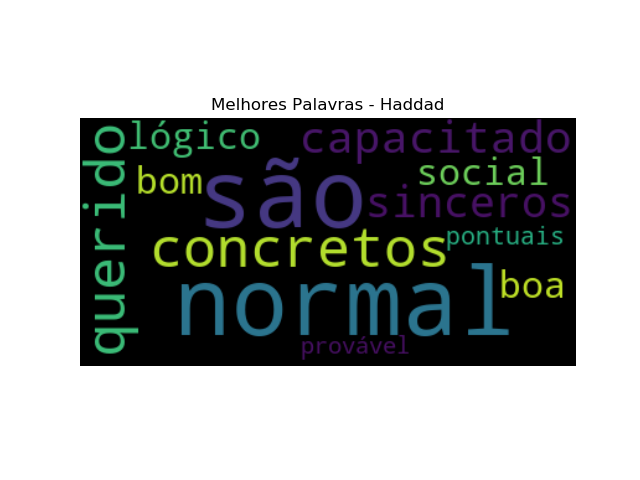 Melhores Palavras - Haddad
querido
lógico
capacitado
bom
são
social
sinceros
concretos
pontuais
normal
boa
provável